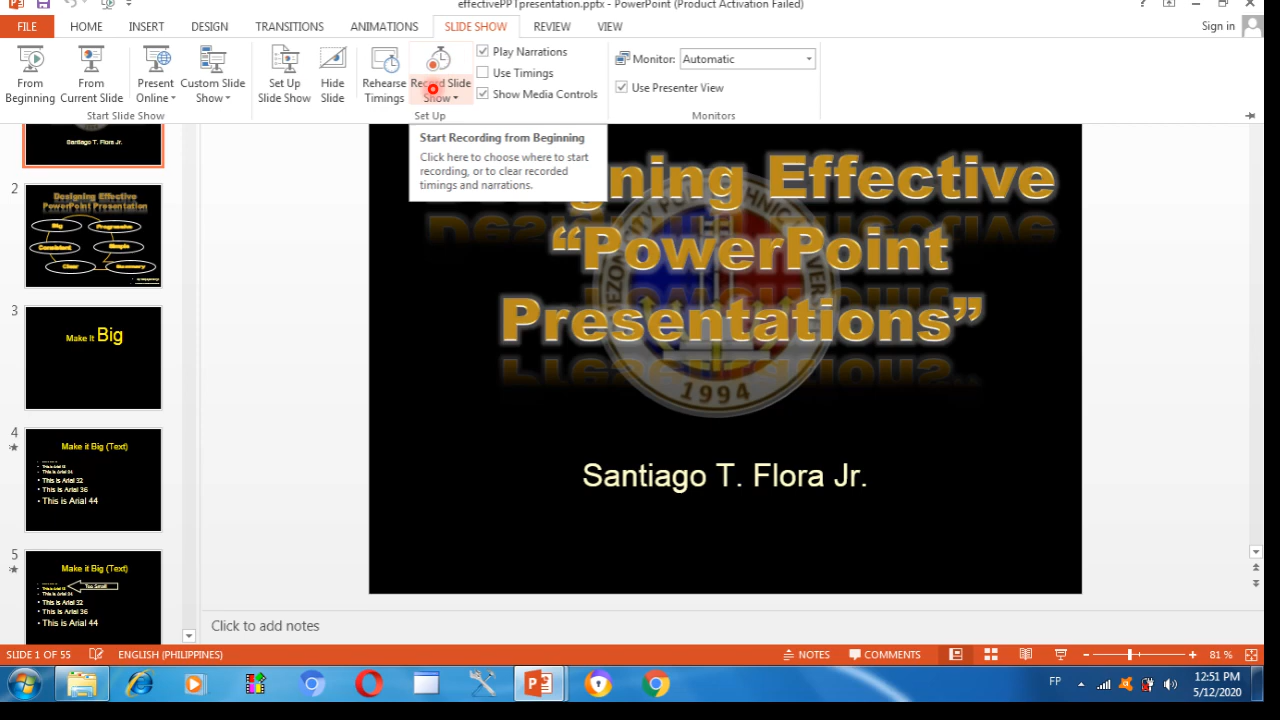 effectivePPTpresentation.pptx - PowerPoint (Product Activation Failed)
FILE HOME INSERT DESIGN TRANSITIONS ANIMATIONS SLIDE SHOW REVIEW VIEW Sign in
From Beginning
From Current Slide
Present Online
Custom Slide Show
Set Up Slide Show
Hide Slide
Rehearse Timings
Record Slide Show
Play Narrations
Use Timings
Show Media Controls
Monitor: Automatic
Use Presenter View
Start Slide Show
Set Up
Monitors
Start Recording from Beginning
Click here to choose where to start
recording, or to clear recorded
timings and narrations.
Santiago T. Flora Jr.
2
Designing Effective
PowerPoint Presentation
Big
Progressive
Consistent
Simple
Clear
Summary
3
Make It Big
4
Make it Big (Text)
• This is Arial 32
• This is Arial 36
• This is Arial 44
5
Make it Big (Text)
Too Small
• This is Arial 32
• This is Arial 36
• This is Arial 44
gning Effective
“PowerPoint
Presentations”
1994
Santiago T. Flora Jr.
Click to add notes
SLIDE 1 OF 55 ENGLISH (PHILIPPINES) NOTES COMMENTS 81 %
FP 12:51 PM
5/12/2020